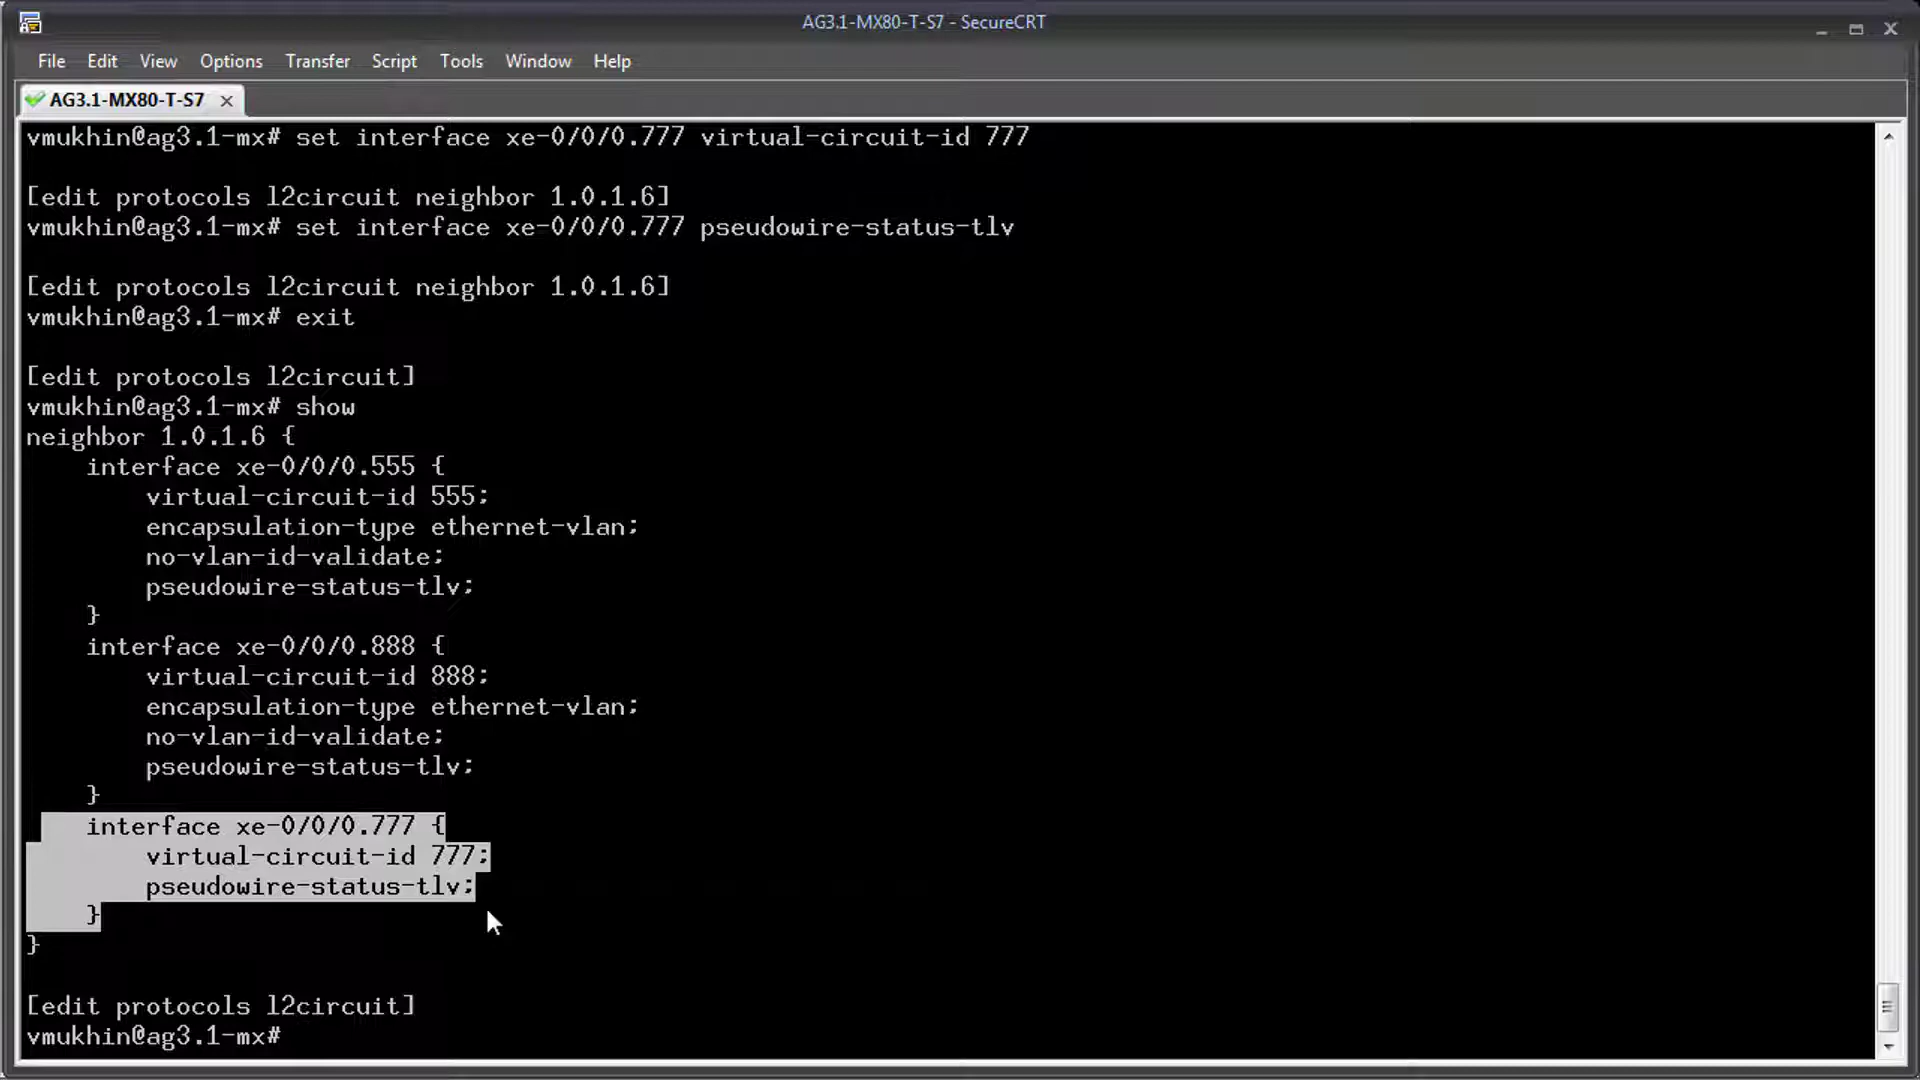 AG3.1-MX80-T-S7 - SecureCRT
File Edit View Options Transfer Script Tools Window Help
AG3.1-MX80-T-S7
vmukhin@ag3.1-mx# set interface xe-0/0/0.777 virtual-circuit-id 777
[edit protocols l2circuit neighbor 1.0.1.6]
vmukhin@ag3.1-mx# set interface xe-0/0/0.777 pseudowire-status-tlv
[edit protocols l2circuit neighbor 1.0.1.6]
vmukhin@ag3.1-mx# exit
[edit protocols l2circuit]
vmukhin@ag3.1-mx# show
neighbor 1.0.1.6 {
interface xe-0/0/0.555 {
virtual-circuit-id 555;
encapsulation-type ethernet-vlan;
no-vlan-id-validate;
pseudowire-status-tlv;
}
interface xe-0/0/0.888 {
virtual-circuit-id 888;
encapsulation-type ethernet-vlan;
no-vlan-id-validate;
pseudowire-status-tlv;
}
interface xe-0/0/0.777 {
virtual-circuit-id 777;
pseudowire-status-tlv;
}
}
[edit protocols l2circuit]
vmukhin@ag3.1-mx#